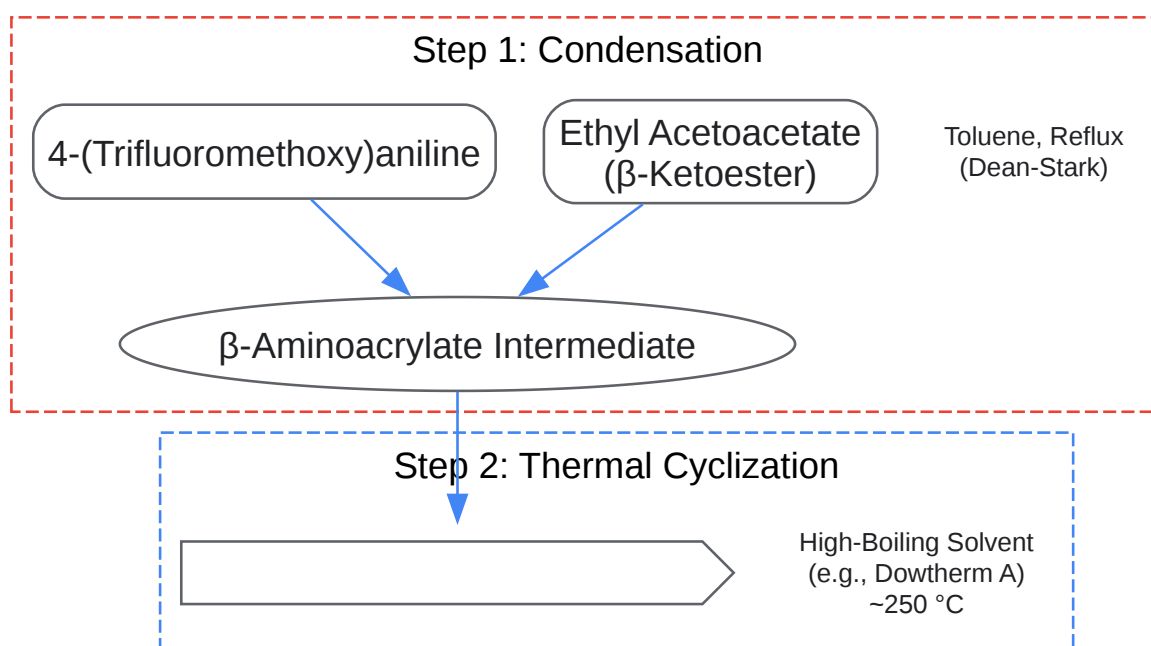 Step 1: Condensation
4-(Trifluoromethoxy)aniline
Ethyl Acetoacetate
(β-Ketoester)
Toluene, Reflux
(Dean-Stark)
β-Aminoacrylate Intermediate
Step 2: Thermal Cyclization
High-Boiling Solvent
(e.g., Dowtherm A)
~250 °C